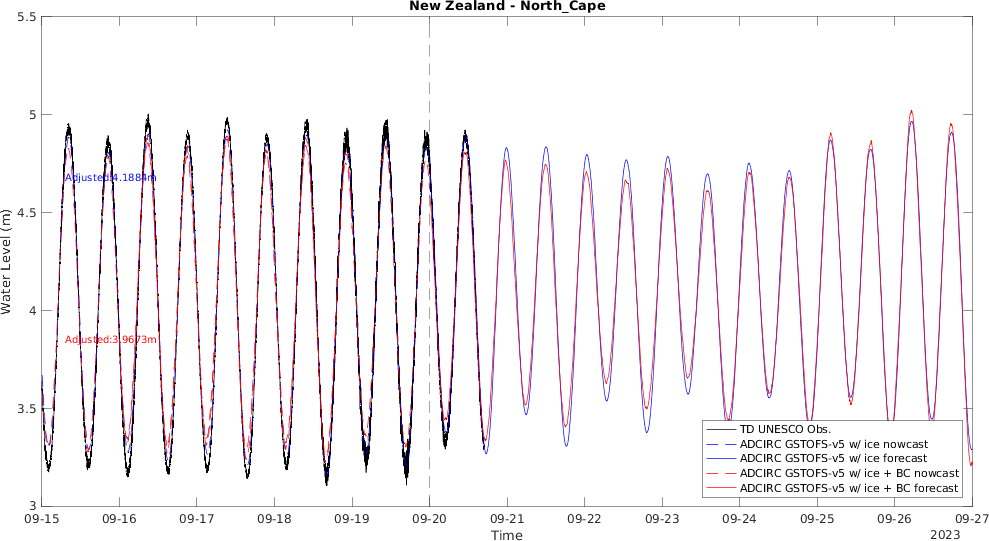 New Zealand - North_Cape
5.5
5
4.5
4
3.5
3
Water Level (m)
Adjusted:4.1884m
Adjusted:3.9673m
TD UNESCO Obs.
ADCIRC GSTOFS-v5 w/ ice nowcast
ADCIRC GSTOFS-v5 w/ ice forecast
ADCIRC GSTOFS-v5 w/ ice + BC nowcast
ADCIRC GSTOFS-v5 w/ ice + BC forecast
09-15 09-16 09-17 09-18 09-19 09-20 09-21 09-22 09-23 09-24 09-25 09-26 09-27
Time
2023